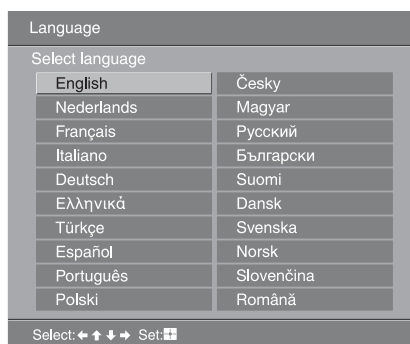 Language
Select language
English
Nederlands
Français
Italiano
Deutsch
Ελληνικά
Türkçe
Español
Português
Polski
Česky
Magyar
Русский
Български
Suomi
Dansk
Svenska
Norsk
Slovenčina
Română
Select: Set: